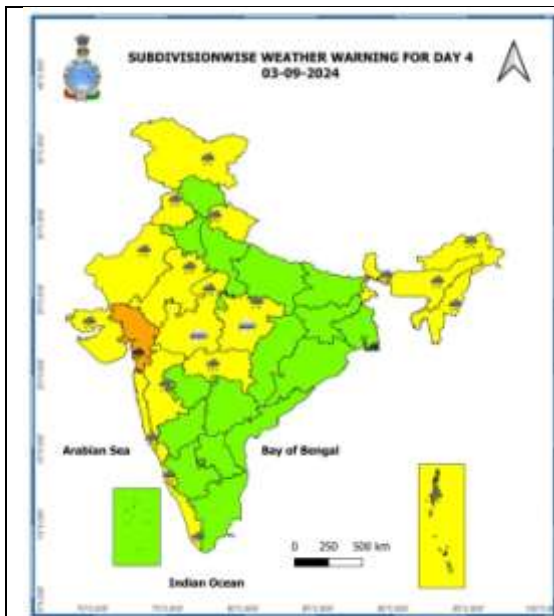 SUBDIVISIONWISE WEATHER WARNING FOR DAY 4
03-09-2024
Arabian Sea
Bay of Bengal
0 250 500 km
Indian Ocean